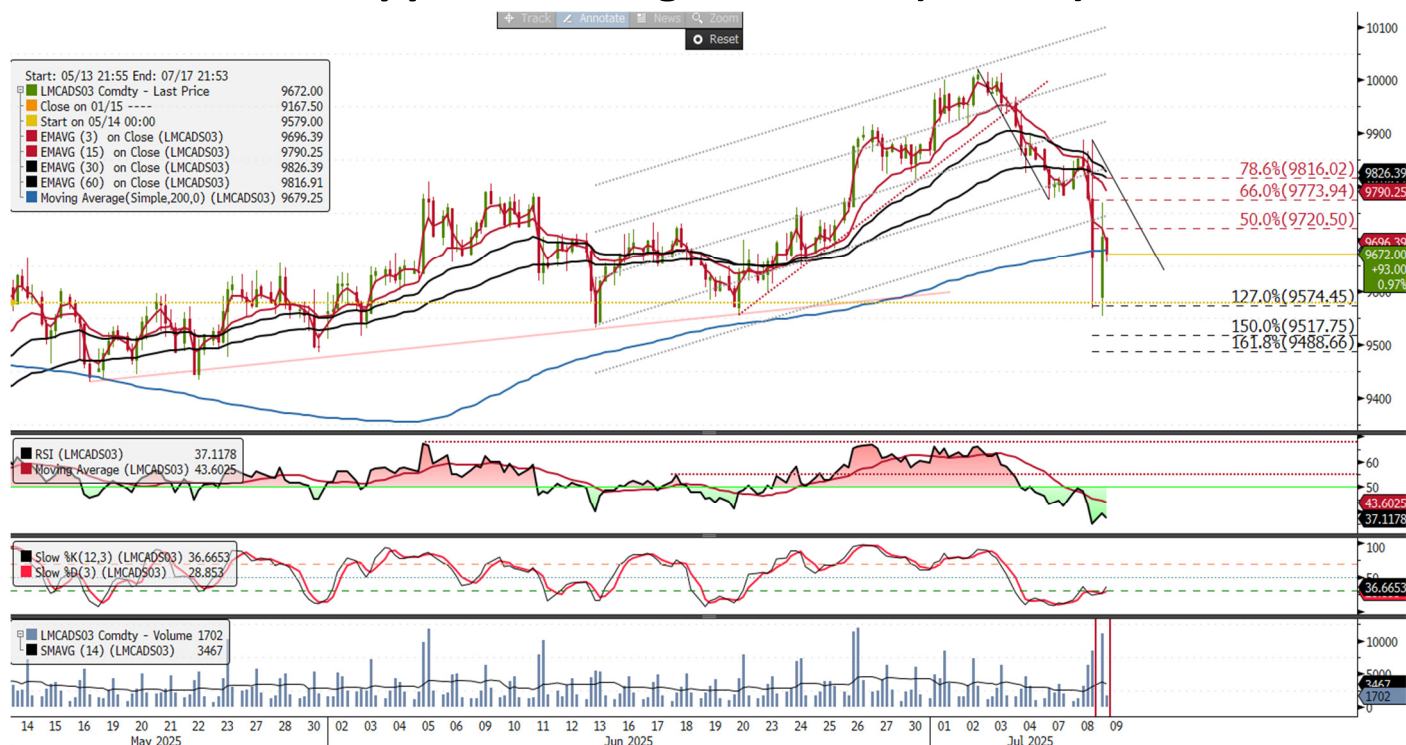 Track Annotate News Zoom
Reset
Start: 05/13 21:55 End: 07/17 21:53
LMCADS03 Comdty - Last Price 9672.00
Close on 01/15 ---- 9167.50
Start on 05/14 00:00 9579.00
EMAVG (3) on Close (LMCADS03) 9696.39
EMAVG (15) on Close (LMCADS03) 9790.25
EMAVG (30) on Close (LMCADS03) 9826.39
EMAVG (60) on Close (LMCADS03) 9816.91
Moving Average(Simple,200,0) (LMCADS03) 9679.25
10100
10000
9900
78.6%(9816.02)
9826.39
66.0%(9773.94)
9790.25
50.0%(9720.50)
9696.39
9672.00
+93.00
0.97%
127.0%(9574.45)
150.0%(9517.75)
161.8%(9488.66)
9500
9400
RSI (LMCADS03) 37.1178
Moving Average (LMCADS03) 43.6025
60
50
43.6025
37.1178
Slow %K(12,3) (LMCADS03) 36.6653
Slow %D(3) (LMCADS03) 28.853
100
50
36.6653
0
LMCADS03 Comdty - Volume 1702
SMAVG (14) (LMCADS03) 3467
10000
5000
3467
1702
0
14 15 16 19 20 21 22 23 27 28 30 02 03 04 05 06 09 10 11 13 16 17 18 19 20 23 24 25 26 27 30 01 02 03 04 07 08 09
May 2025 Jun 2025 Jul 2025